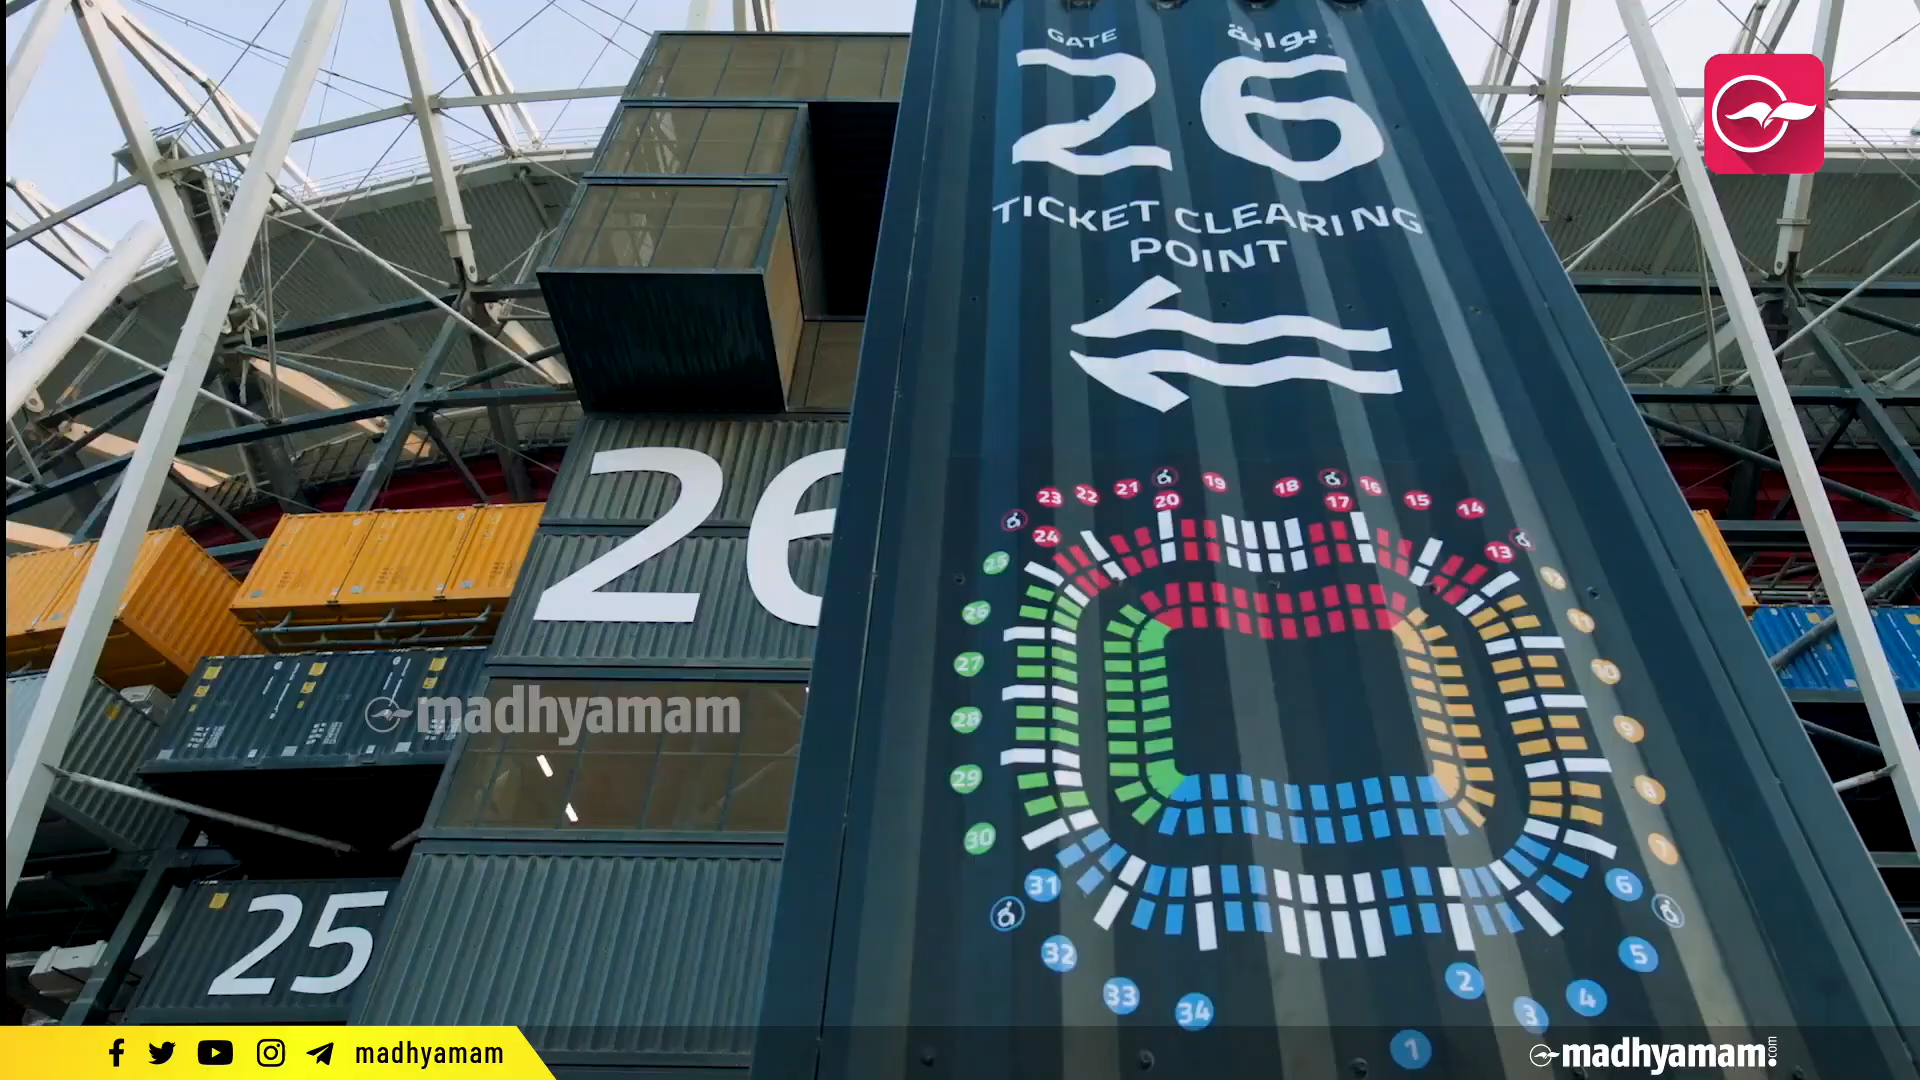 GATE بوابة
26
TICKET CLEARING
POINT
26
25
madhyamam
23 22 21 20 19 18 17 16 15 14
24 13
25 12
26 11
27 10
28 9
29 8
30 7
31 6
32 5
33 34 2 3 4
1
madhyamam
madhyamam.com